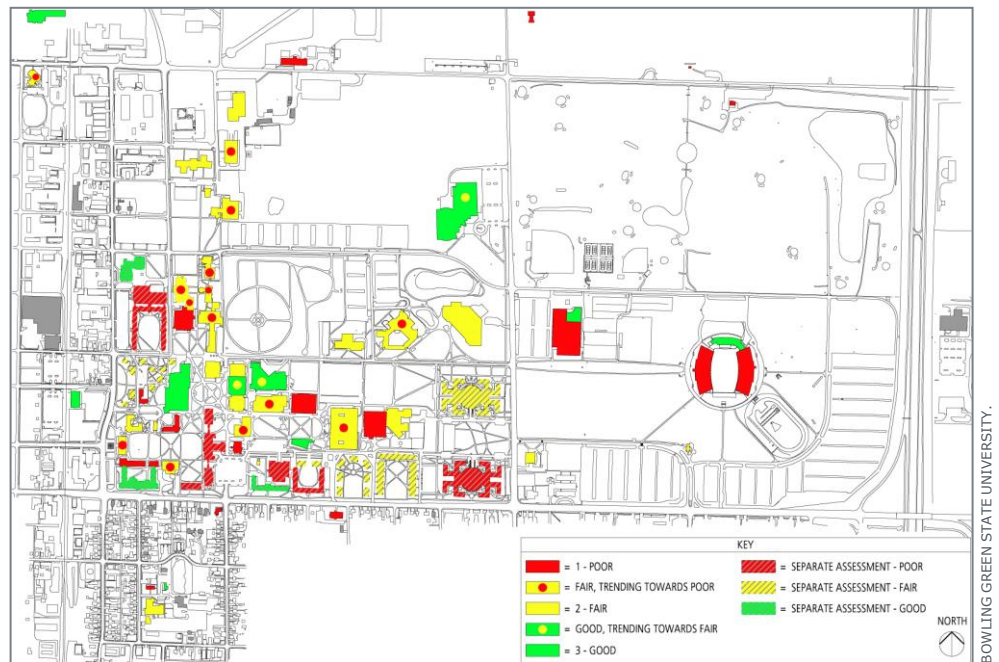 KEY
= 1 - POOR
= FAIR, TRENDING TOWARDS POOR
= 2 - FAIR
= GOOD, TRENDING TOWARDS FAIR
= 3 - GOOD
= SEPARATE ASSESSMENT - POOR
= SEPARATE ASSESSMENT - FAIR
= SEPARATE ASSESSMENT - GOOD
NORTH
BOWLING GREEN STATE UNIVERSITY.